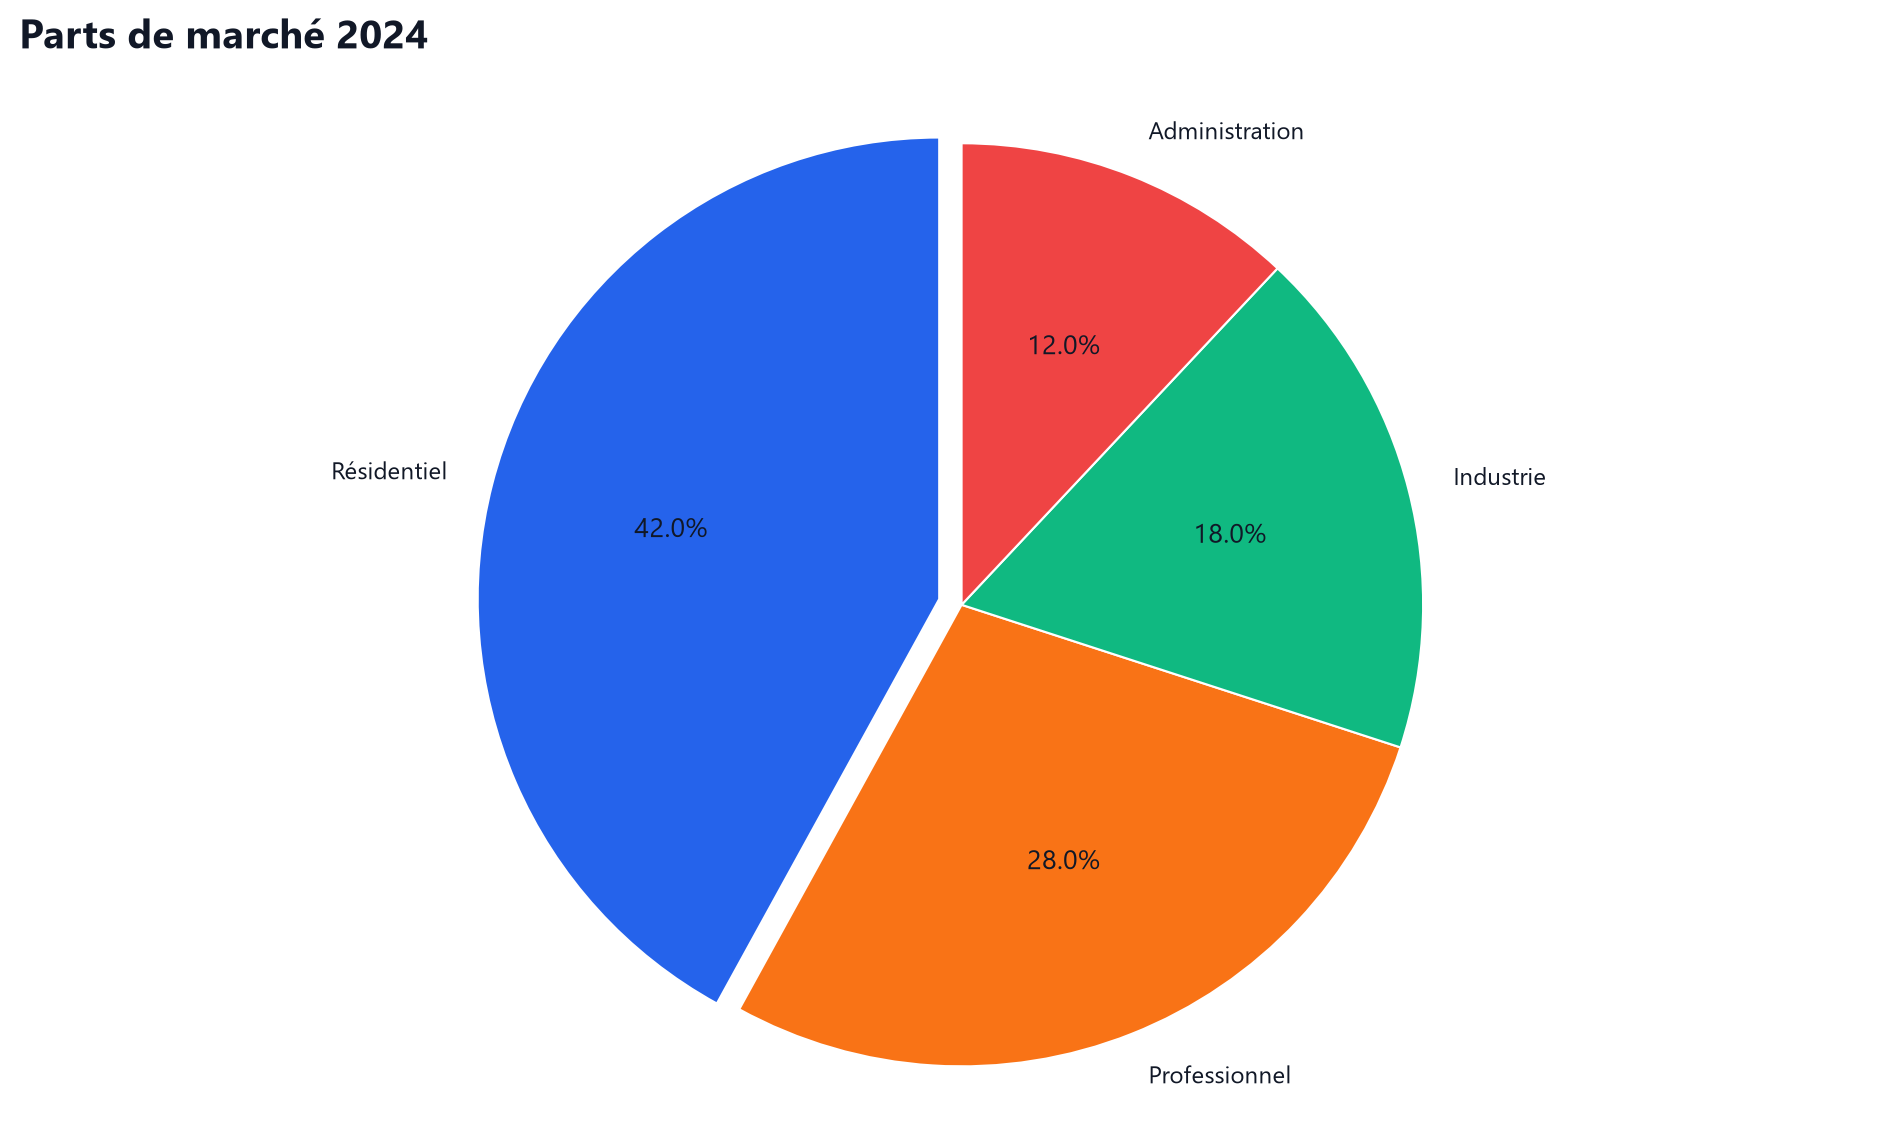 Parts de marché 2024
Administration
12.0%
Résidentiel
Industrie
42.0%
18.0%
28.0%
Professionnel